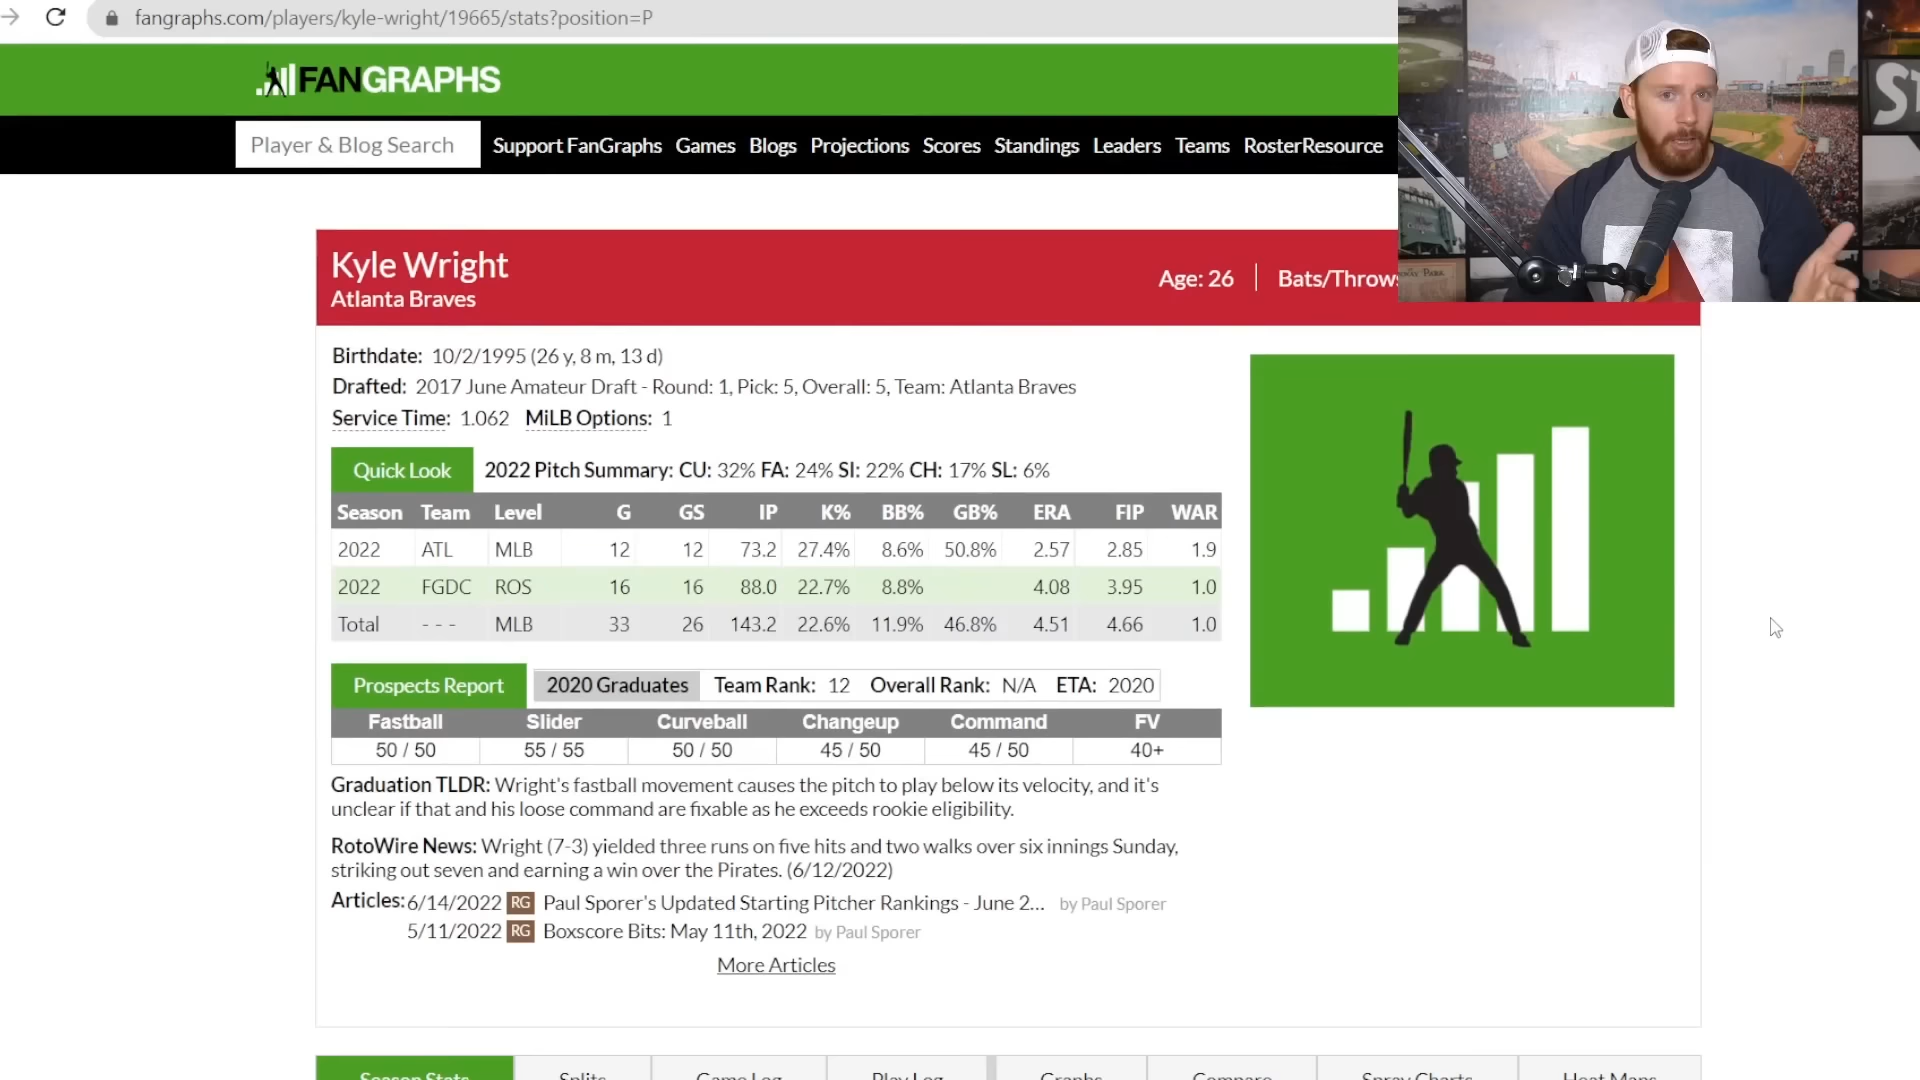 fangraphs.com/players/kyle-wright/19665/stats?position=P
FANGRAPHS
Player & Blog Search Support FanGraphs Games Blogs Projections Scores Standings Leaders Teams RosterResource
Kyle Wright
Atlanta Braves
Age: 26 Bats/Throws
Birthdate: 10/2/1995 (26 y, 8 m, 13 d)
Drafted: 2017 June Amateur Draft - Round: 1, Pick: 5, Overall: 5, Team: Atlanta Braves
Service Time: 1.062 MiLB Options: 1
Quick Look 2022 Pitch Summary: CU: 32% FA: 24% SI: 22% CH: 17% SL: 6%
Season Team Level G GS IP K% BB% GB% ERA FIP WAR
2022 ATL MLB 12 12 73.2 27.4% 8.6% 50.8% 2.57 2.85 1.9
2022 FGDC ROS 16 16 88.0 22.7% 8.8% 4.08 3.95 1.0
Total - - - MLB 33 26 143.2 22.6% 11.9% 46.8% 4.51 4.66 1.0
Prospects Report 2020 Graduates Team Rank: 12 Overall Rank: N/A ETA: 2020
Fastball Slider Curveball Changeup Command FV
50 / 50 55 / 55 50 / 50 45 / 50 45 / 50 40+
Graduation TLDR: Wright's fastball movement causes the pitch to play below its velocity, and it's
unclear if that and his loose command are fixable as he exceeds rookie eligibility.
RotoWire News: Wright (7-3) yielded three runs on five hits and two walks over six innings Sunday,
striking out seven and earning a win over the Pirates. (6/12/2022)
Articles: 6/14/2022 RG Paul Sporer's Updated Starting Pitcher Rankings - June 2... by Paul Sporer
5/11/2022 RG Boxscore Bits: May 11th, 2022 by Paul Sporer
More Articles
Season Stats Splits Game Log Play Log Graphs Compare Spray Charts Heat Maps